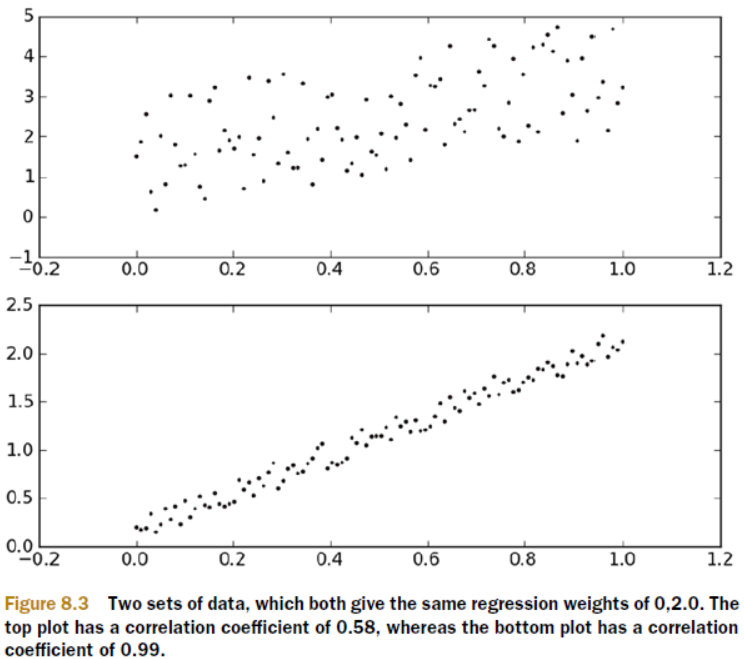 5
4
3
2
1
0
−1
−0.2 0.0 0.2 0.4 0.6 0.8 1.0 1.2
2.5
2.0
1.5
1.0
0.5
0.0
−0.2 0.0 0.2 0.4 0.6 0.8 1.0 1.2
Figure 8.3 Two sets of data, which both give the same regression weights of 0,2.0. The
top plot has a correlation coefficient of 0.58, whereas the bottom plot has a correlation
coefficient of 0.99.